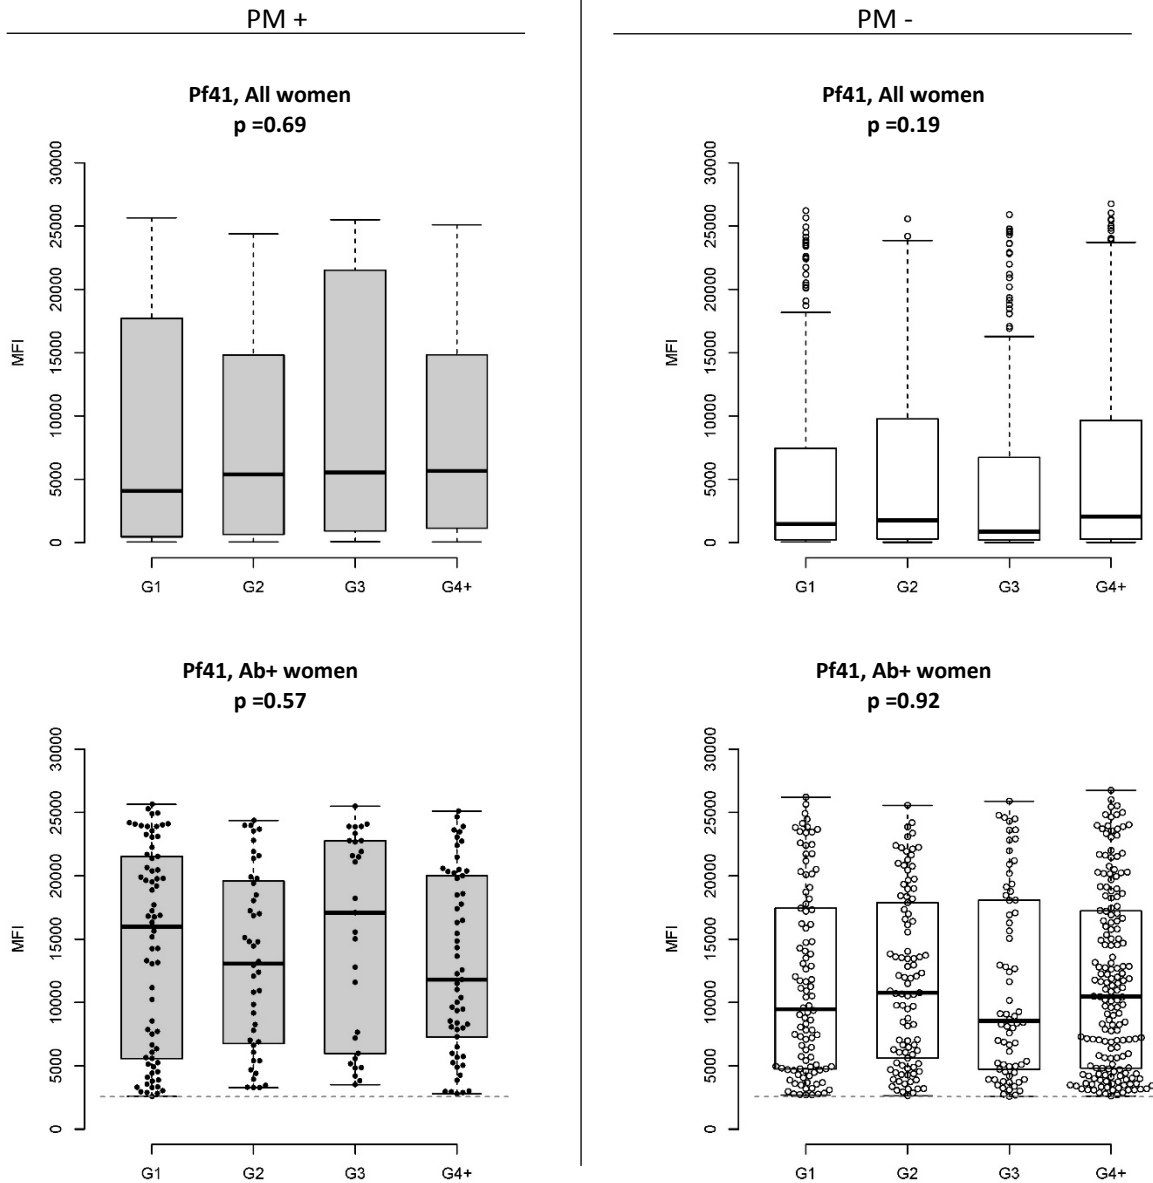 PM +
PM -
Pf41, All women
p =0.69
30000
25000
20000
15000
10000
5000
0
MFI
G1 G2 G3 G4+
Pf41, All women
p =0.19
30000
25000
20000
15000
10000
5000
0
MFI
G1 G2 G3 G4+
Pf41, Ab+ women
p =0.57
30000
25000
20000
15000
10000
5000
0
MFI
G1 G2 G3 G4+
Pf41, Ab+ women
p =0.92
30000
25000
20000
15000
10000
5000
0
MFI
G1 G2 G3 G4+